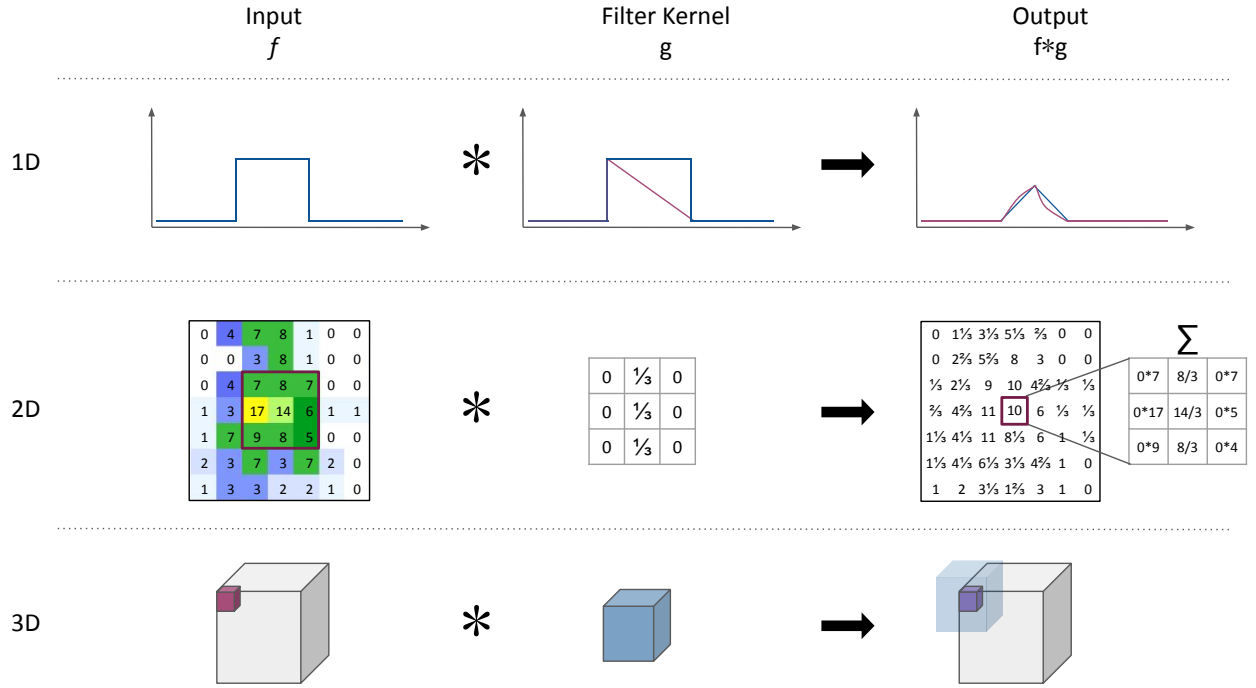 Input Filter Kernel Output
f g f*g
1D * 
2D
0 4 7 8 1 0 0
0 0 3 8 1 0 0
0 4 7 8 7 0 0
1 3 17 14 6 1 1
1 7 9 8 5 0 0
2 3 7 3 7 2 0
1 3 3 2 2 1 0
*
0 ⅓ 0
0 ⅓ 0
0 ⅓ 0
0 1⅓ 3⅓ 5⅓ ⅔ 0 0
0 2⅔ 5⅔ 8 3 0 0
⅓ 2⅓ 9 10 4⅔ ⅓ ⅓
⅔ 4⅔ 11 10 6 ⅓ ⅓
1⅓ 4⅓ 11 8⅓ 6 1 ⅓
1⅓ 4⅓ 6⅓ 3⅓ 4⅔ 1 0
1 2 3⅓ 1⅔ 3 1 0
∑
0*7 8/3 0*7
0*17 14/3 0*5
0*9 8/3 0*4
3D *